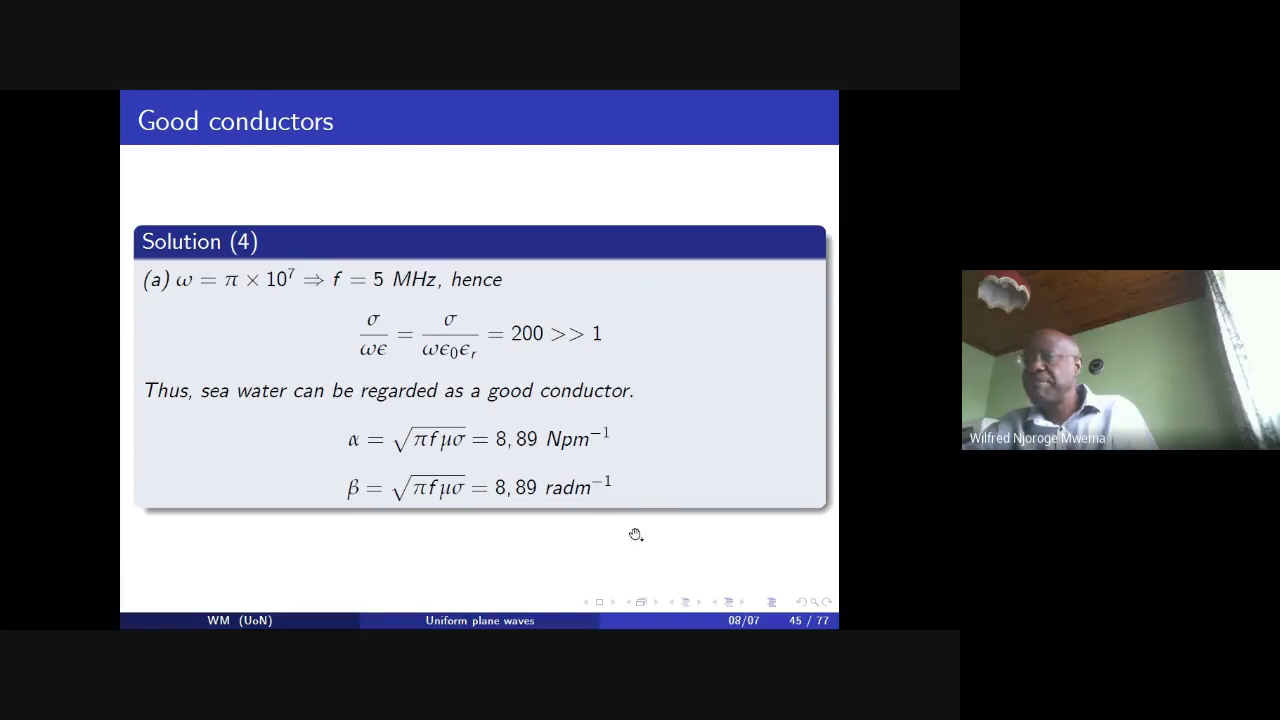 Good conductors
Solution (4)
(a) ω = π × 10⁷ ⇒ f = 5 MHz, hence
σ/ωϵ = σ/ωϵ₀ϵᵣ = 200 >> 1
Thus, sea water can be regarded as a good conductor.
α = √πfμσ = 8,89 Npm⁻¹
β = √πfμσ = 8,89 radm⁻¹
WM (UoN) Uniform plane waves 08/07 45 / 77
Wilfred Njoroge Mwema